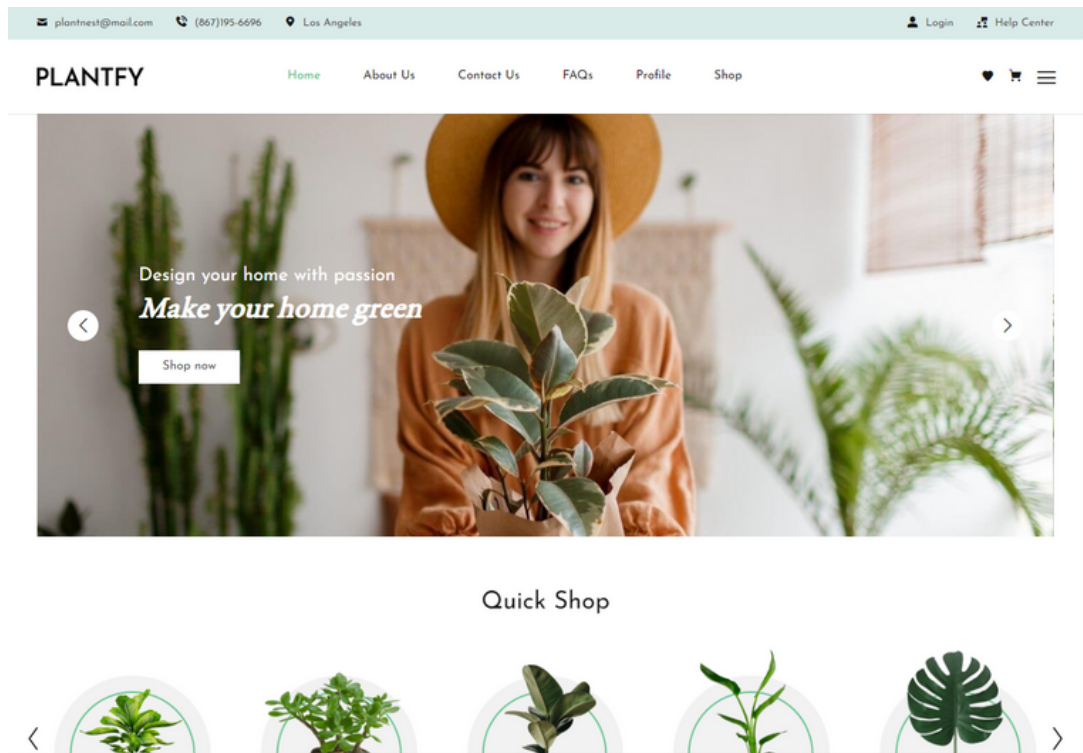 plantnest@mail.com (867)195-6696 Los Angeles Login Help Center
PLANTFY Home About Us Contact Us FAQs Profile Shop
Design your home with passion
Make your home green
Shop now
Quick Shop